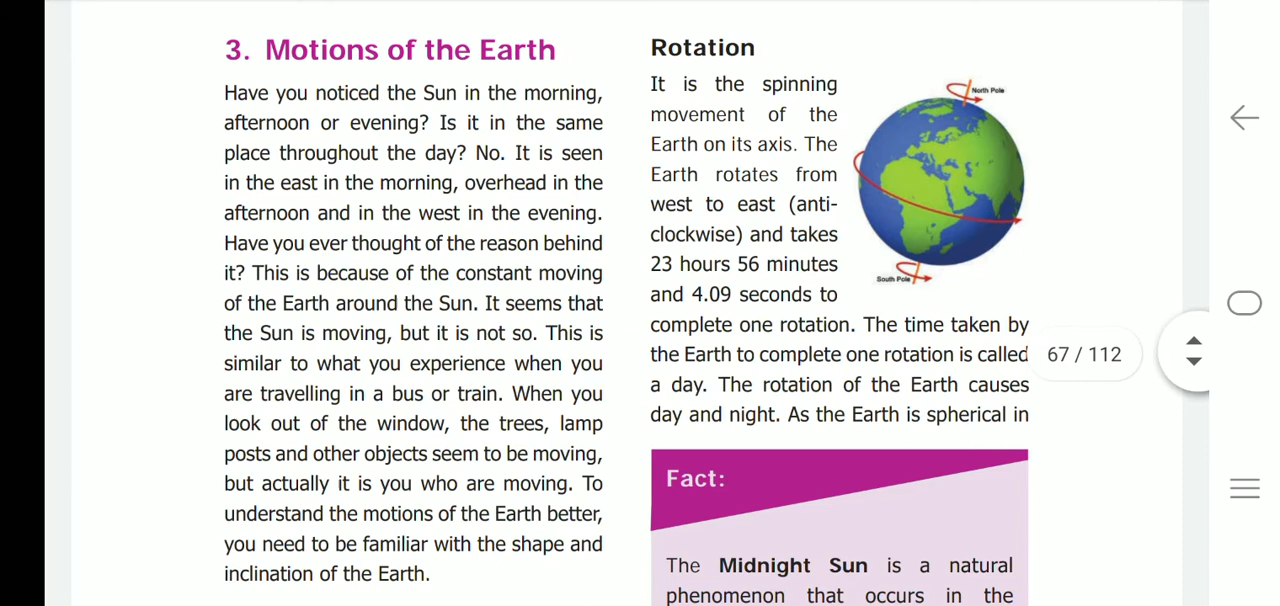 3. Motions of the Earth
Have you noticed the Sun in the morning,
afternoon or evening? Is it in the same
place throughout the day? No. It is seen
in the east in the morning, overhead in the
afternoon and in the west in the evening.
Have you ever thought of the reason behind
it? This is because of the constant moving
of the Earth around the Sun. It seems that
the Sun is moving, but it is not so. This is
similar to what you experience when you
are travelling in a bus or train. When you
look out of the window, the trees, lamp
posts and other objects seem to be moving,
but actually it is you who are moving. To
understand the motions of the Earth better,
you need to be familiar with the shape and
inclination of the Earth.
Rotation
It is the spinning
movement of the
Earth on its axis. The
Earth rotates from
west to east (anti-
clockwise) and takes
23 hours 56 minutes
and 4.09 seconds to
complete one rotation. The time taken by
the Earth to complete one rotation is called
a day. The rotation of the Earth causes
day and night. As the Earth is spherical in
North Pole
South Pole
Fact:
The Midnight Sun is a natural
phenomenon that occurs in the
67 / 112